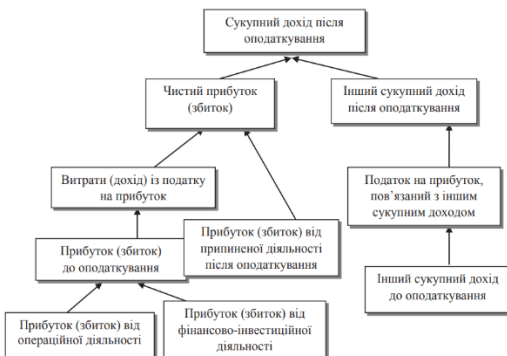 Сукупний дохід після
оподаткування
Чистий прибуток
(збиток)
Інший сукупний дохід
після оподаткування
Витрати (дохід) із податку
на прибуток
Податок на прибуток,
пов’язаний з іншим
сукупним доходом
Прибуток (збиток) від
припиненої діяльності
після оподаткування
Прибуток (збиток)
до оподаткування
Інший сукупний дохід
до оподаткування
Прибуток (збиток) від
операційної діяльності
Прибуток (збиток) від
фінансово-інвестиційної
діяльності